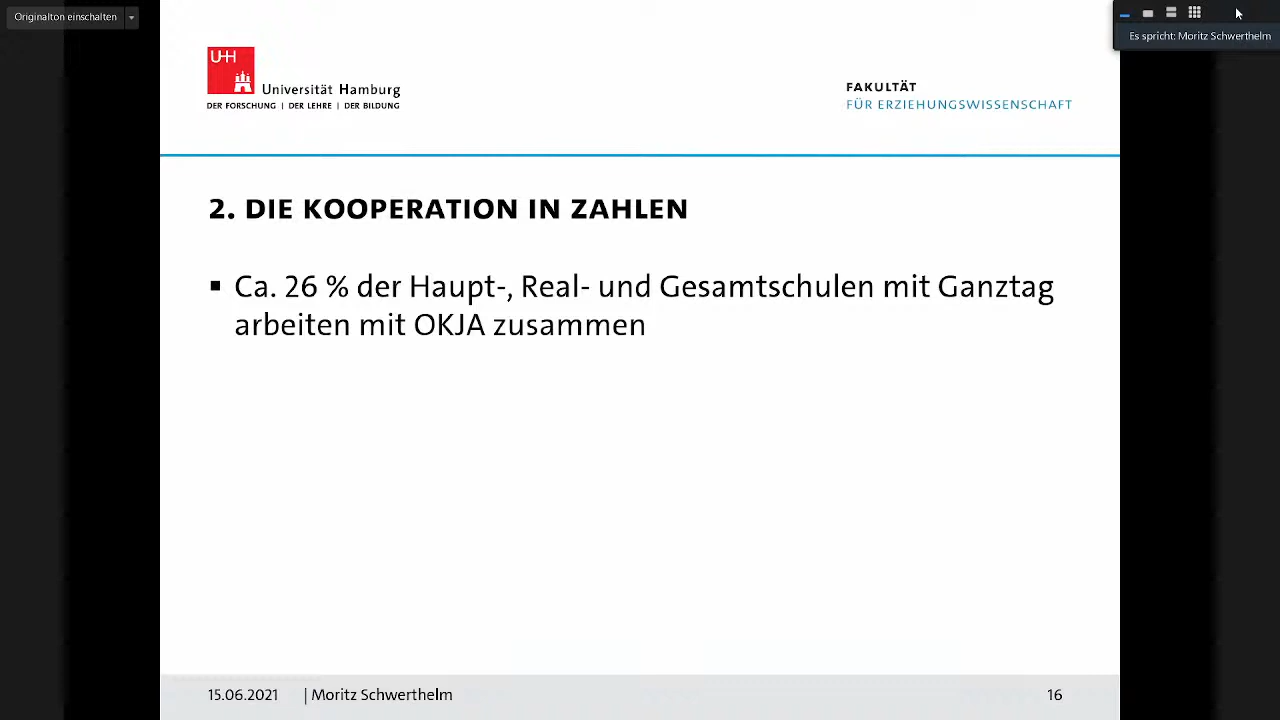 Originalton einschalten
Es spricht: Moritz Schwerthelm
UHH
Universität Hamburg
DER FORSCHUNG | DER LEHRE | DER BILDUNG
FAKULTÄT
FÜR ERZIEHUNGSWISSENSCHAFT
2. DIE KOOPERATION IN ZAHLEN
▪ Ca. 26 % der Haupt-, Real- und Gesamtschulen mit Ganztag
arbeiten mit OKJA zusammen
15.06.2021 | Moritz Schwerthelm 16